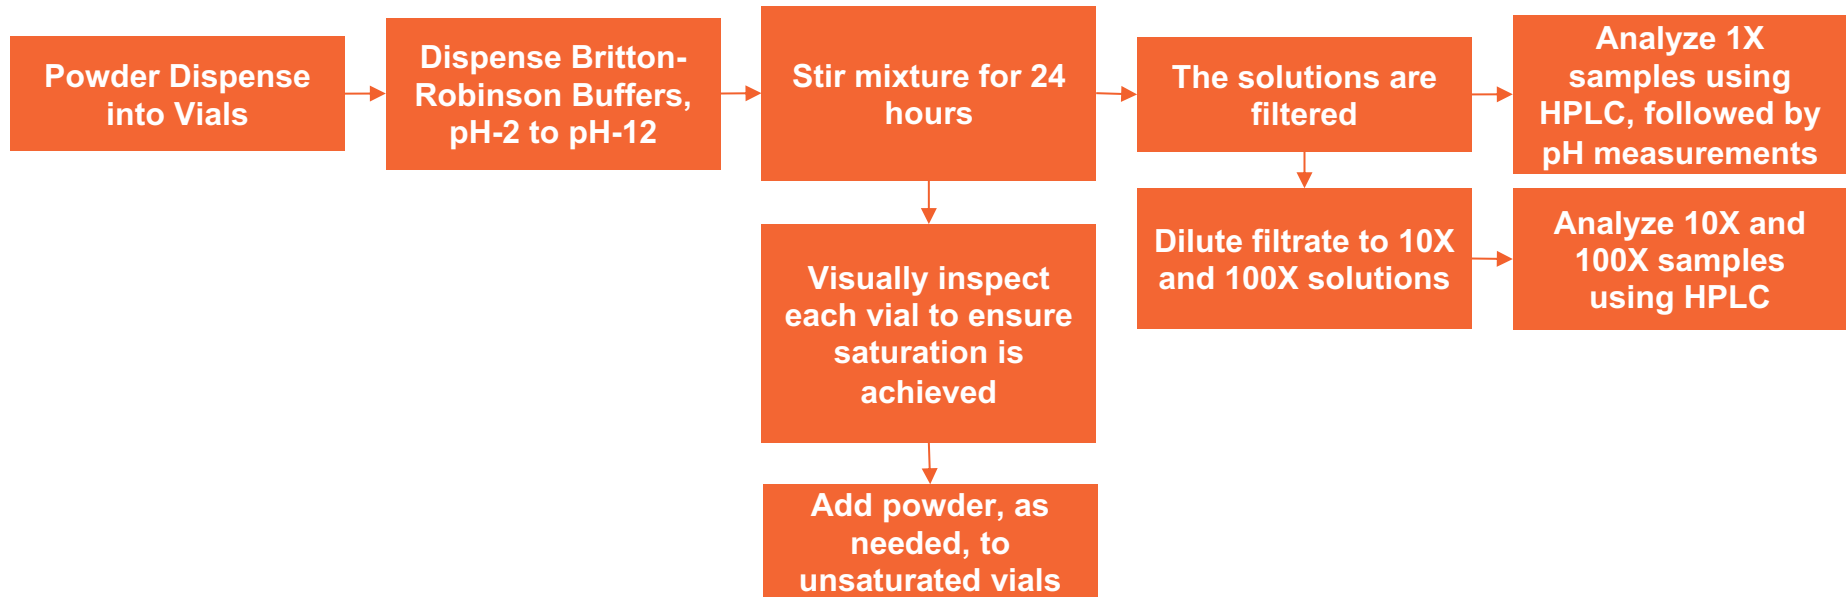 Powder Dispense
into Vials
Dispense Britton-
Robinson Buffers,
pH-2 to pH-12
Stir mixture for 24
hours
The solutions are
filtered
Analyze 1X
samples using
HPLC, followed by
pH measurements
Dilute filtrate to 10X
and 100X solutions
Analyze 10X and
100X samples
using HPLC
Visually inspect
each vial to ensure
saturation is
achieved
Add powder, as
needed, to
unsaturated vials